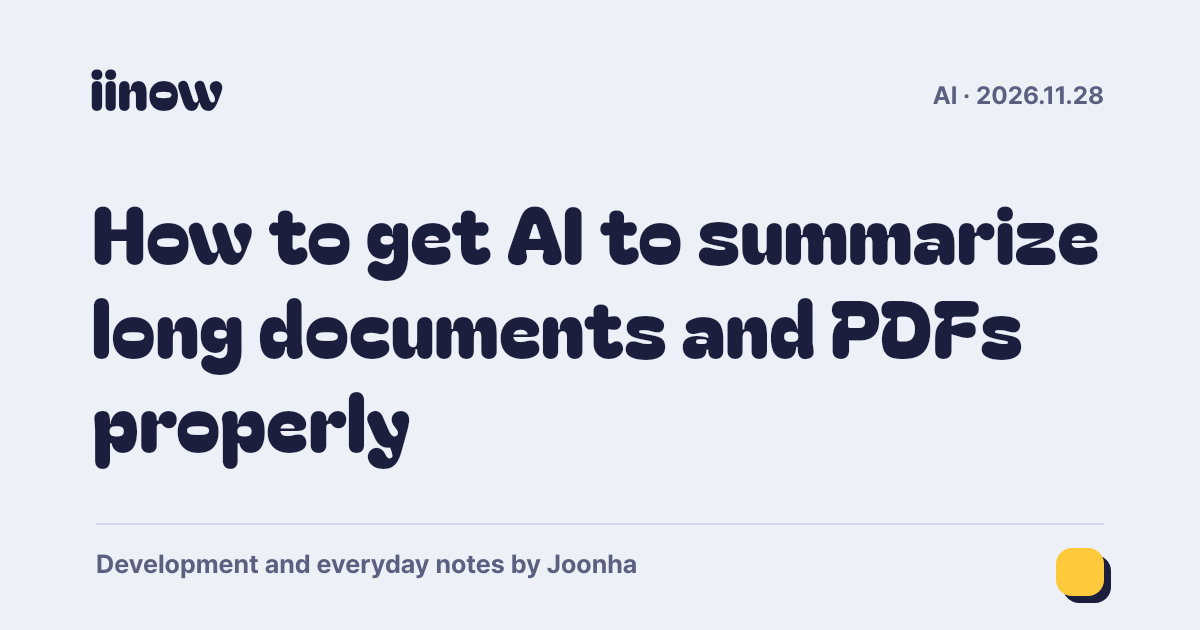 iinow
AI · 2026.11.28
How to get AI to summarize
long documents and PDFs
properly
Development and everyday notes by Joonha